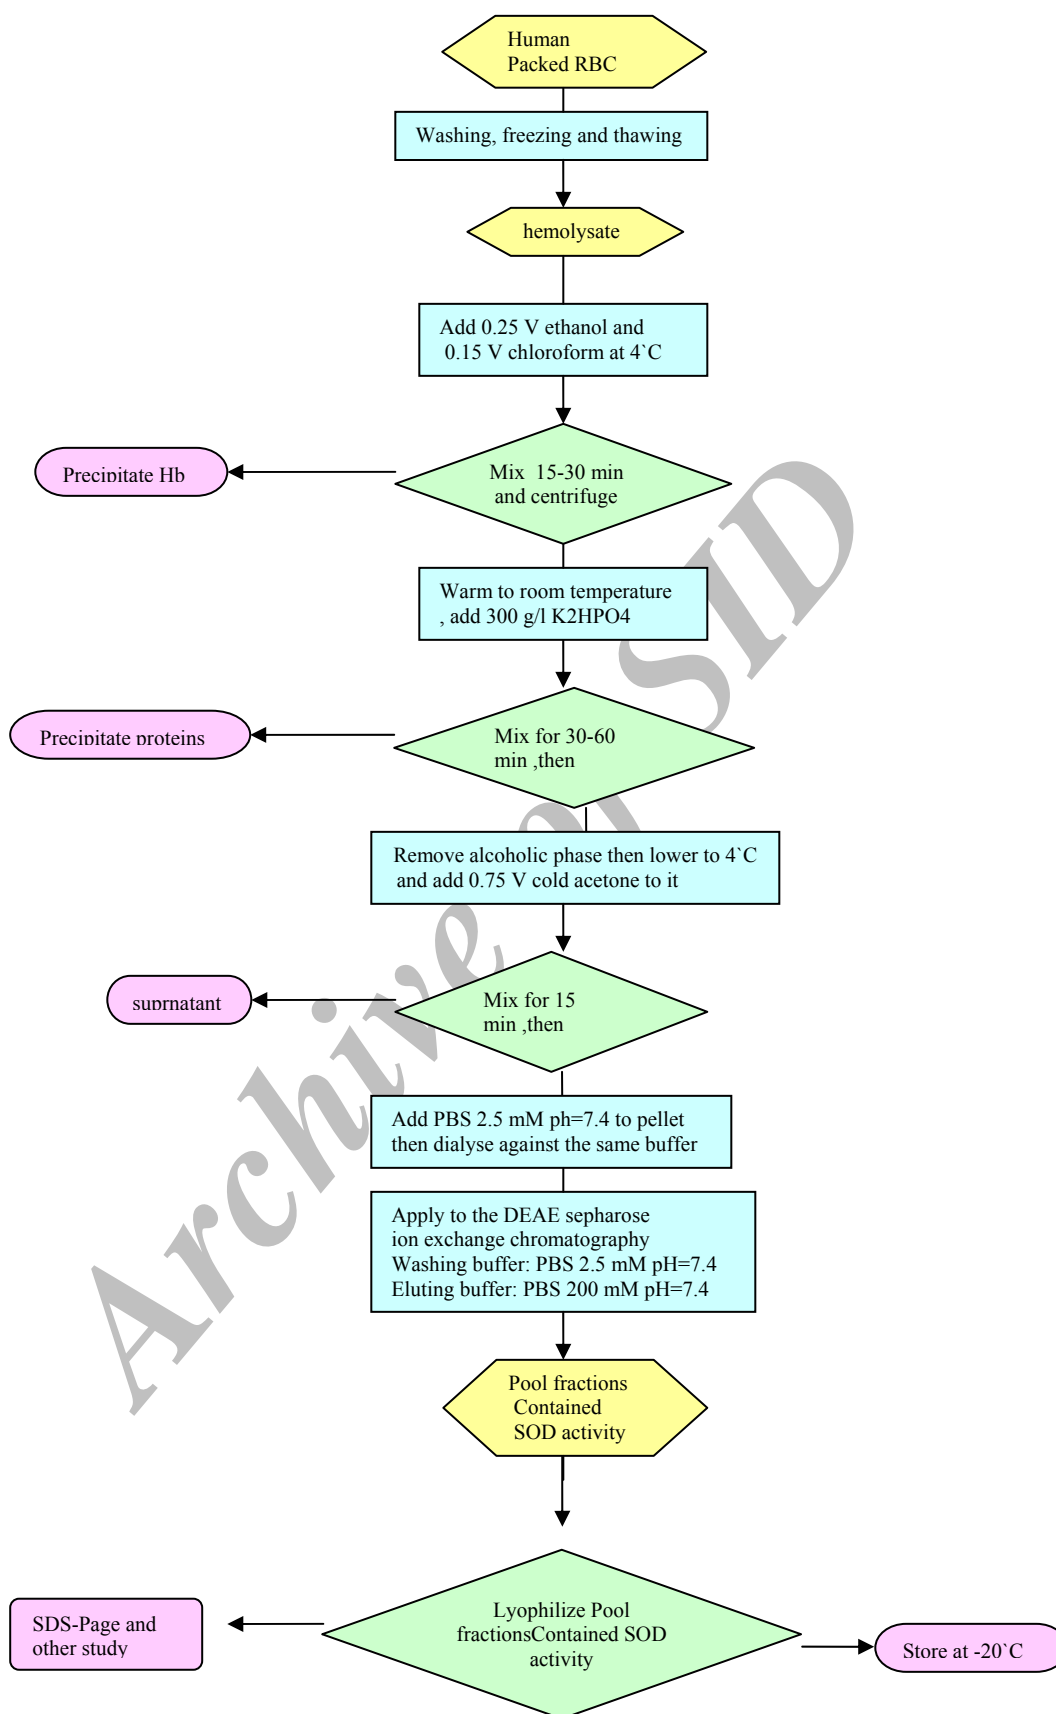 Human
Packed RBC
Washing, freezing and thawing
hemolysate
Add 0.25 V ethanol and
0.15 V chloroform at 4`C
Mix 15-30 min
and centrifuge
Precipitate Hb
Warm to room temperature
, add 300 g/l K2HPO4
Mix for 30-60
min ,then
Precipitate proteins
Remove alcoholic phase then lower to 4`C
and add 0.75 V cold acetone to it
Mix for 15
min ,then
suprnatant
Add PBS 2.5 mM ph=7.4 to pellet
then dialyse against the same buffer
Apply to the DEAE sepharose
ion exchange chromatography
Washing buffer: PBS 2.5 mM pH=7.4
Eluting buffer: PBS 200 mM pH=7.4
Pool fractions
Contained
SOD activity
Lyophilize Pool
fractionsContained SOD
activity
SDS-Page and
other study
Store at -20`C
Archive of SID